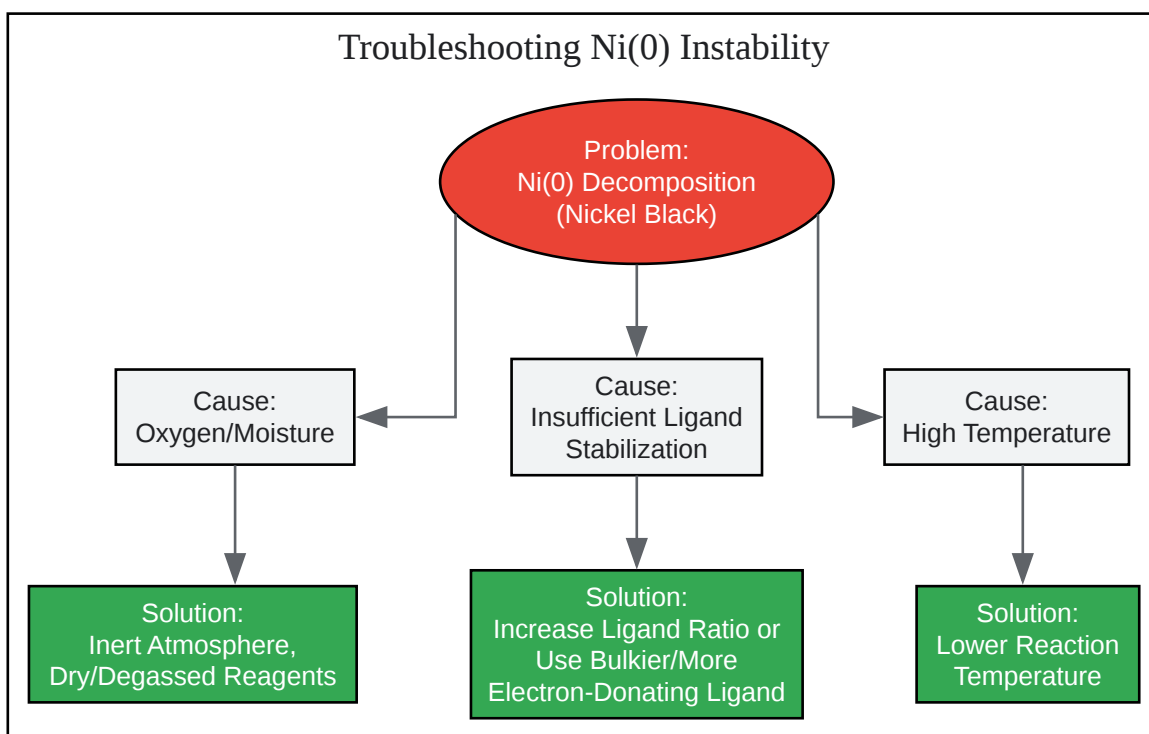 Troubleshooting Ni(0) Instability
Problem:
Ni(0) Decomposition
(Nickel Black)
Cause:
Oxygen/Moisture
Cause:
Insufficient Ligand
Stabilization
Cause:
High Temperature
Solution:
Inert Atmosphere,
Dry/Degassed Reagents
Solution:
Increase Ligand Ratio or
Use Bulkier/More
Electron-Donating Ligand
Solution:
Lower Reaction
Temperature